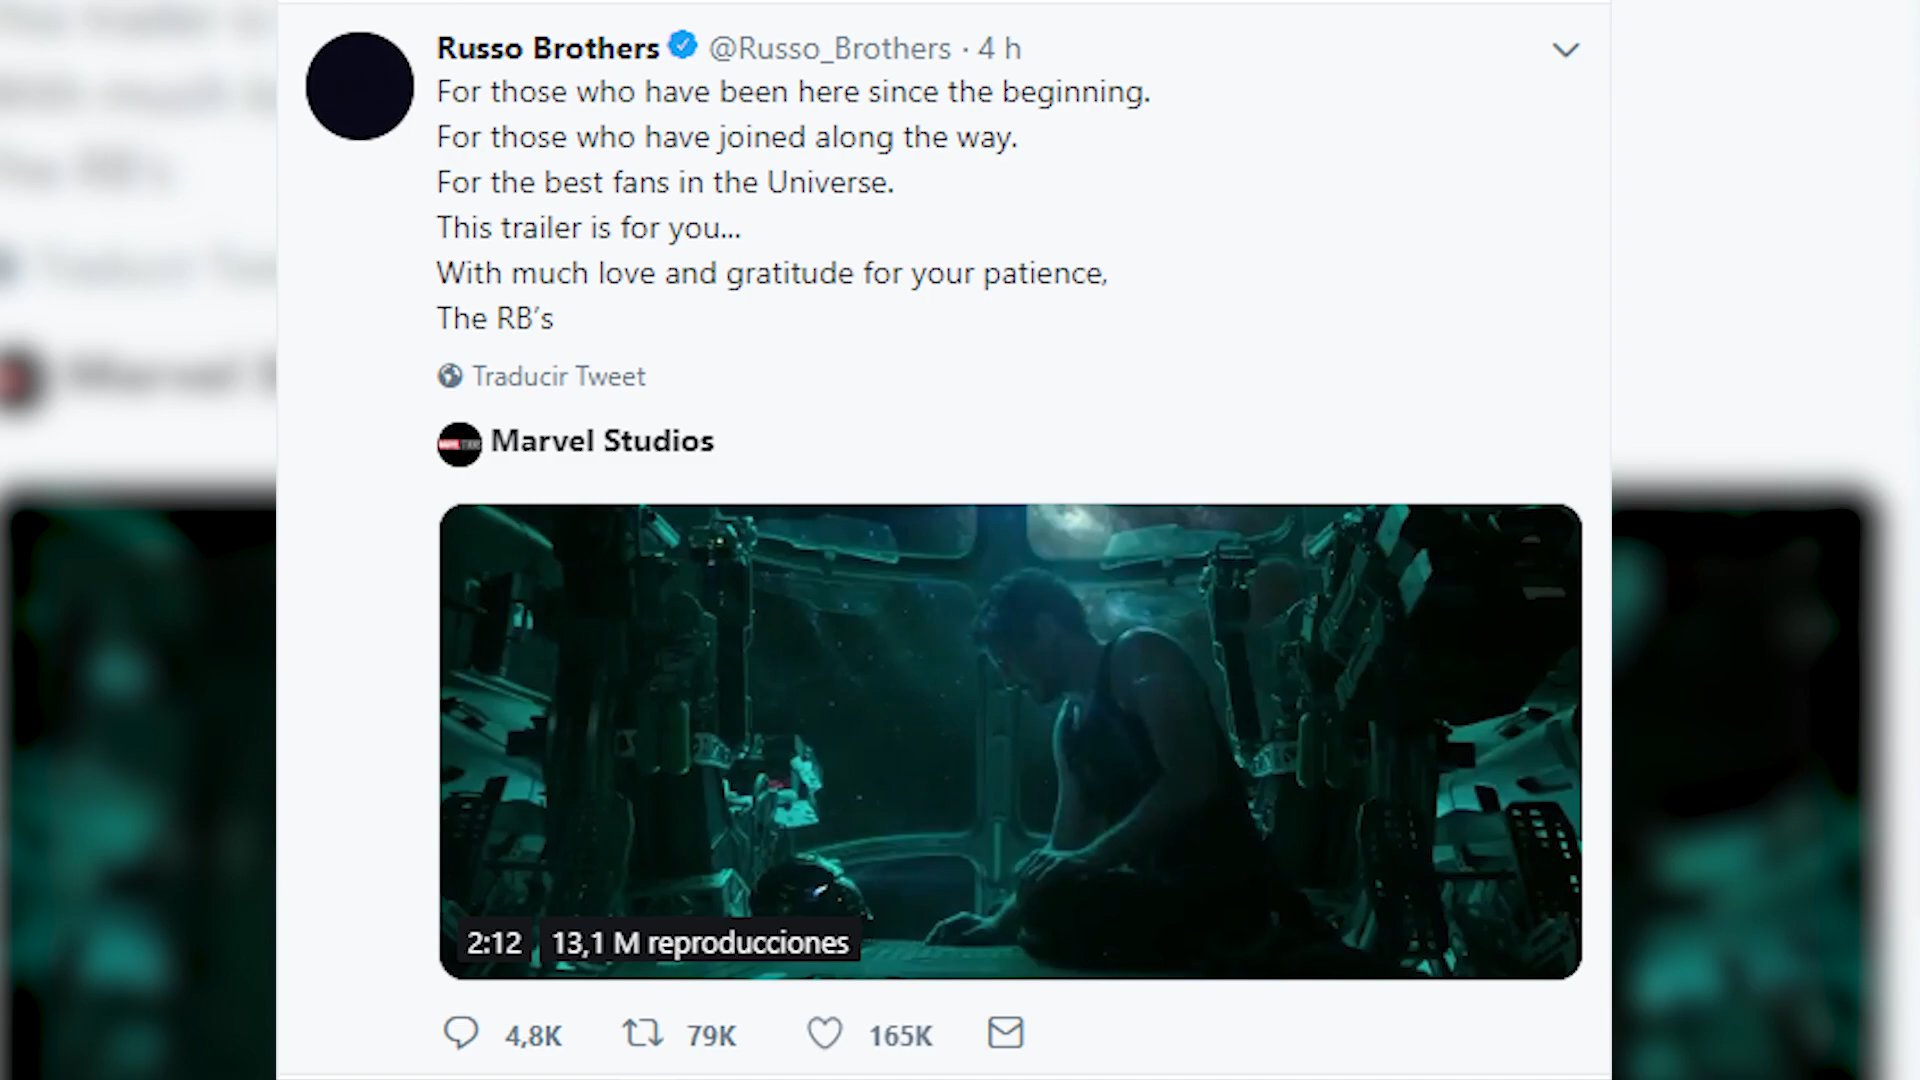 Russo Brothers @Russo_Brothers · 4 h
For those who have been here since the beginning.
For those who have joined along the way.
For the best fans in the Universe.
This trailer is for you...
With much love and gratitude for your patience,
The RB’s
Traducir Tweet
Marvel Studios
2:12 13,1 M reproducciones
4,8K 79K 165K